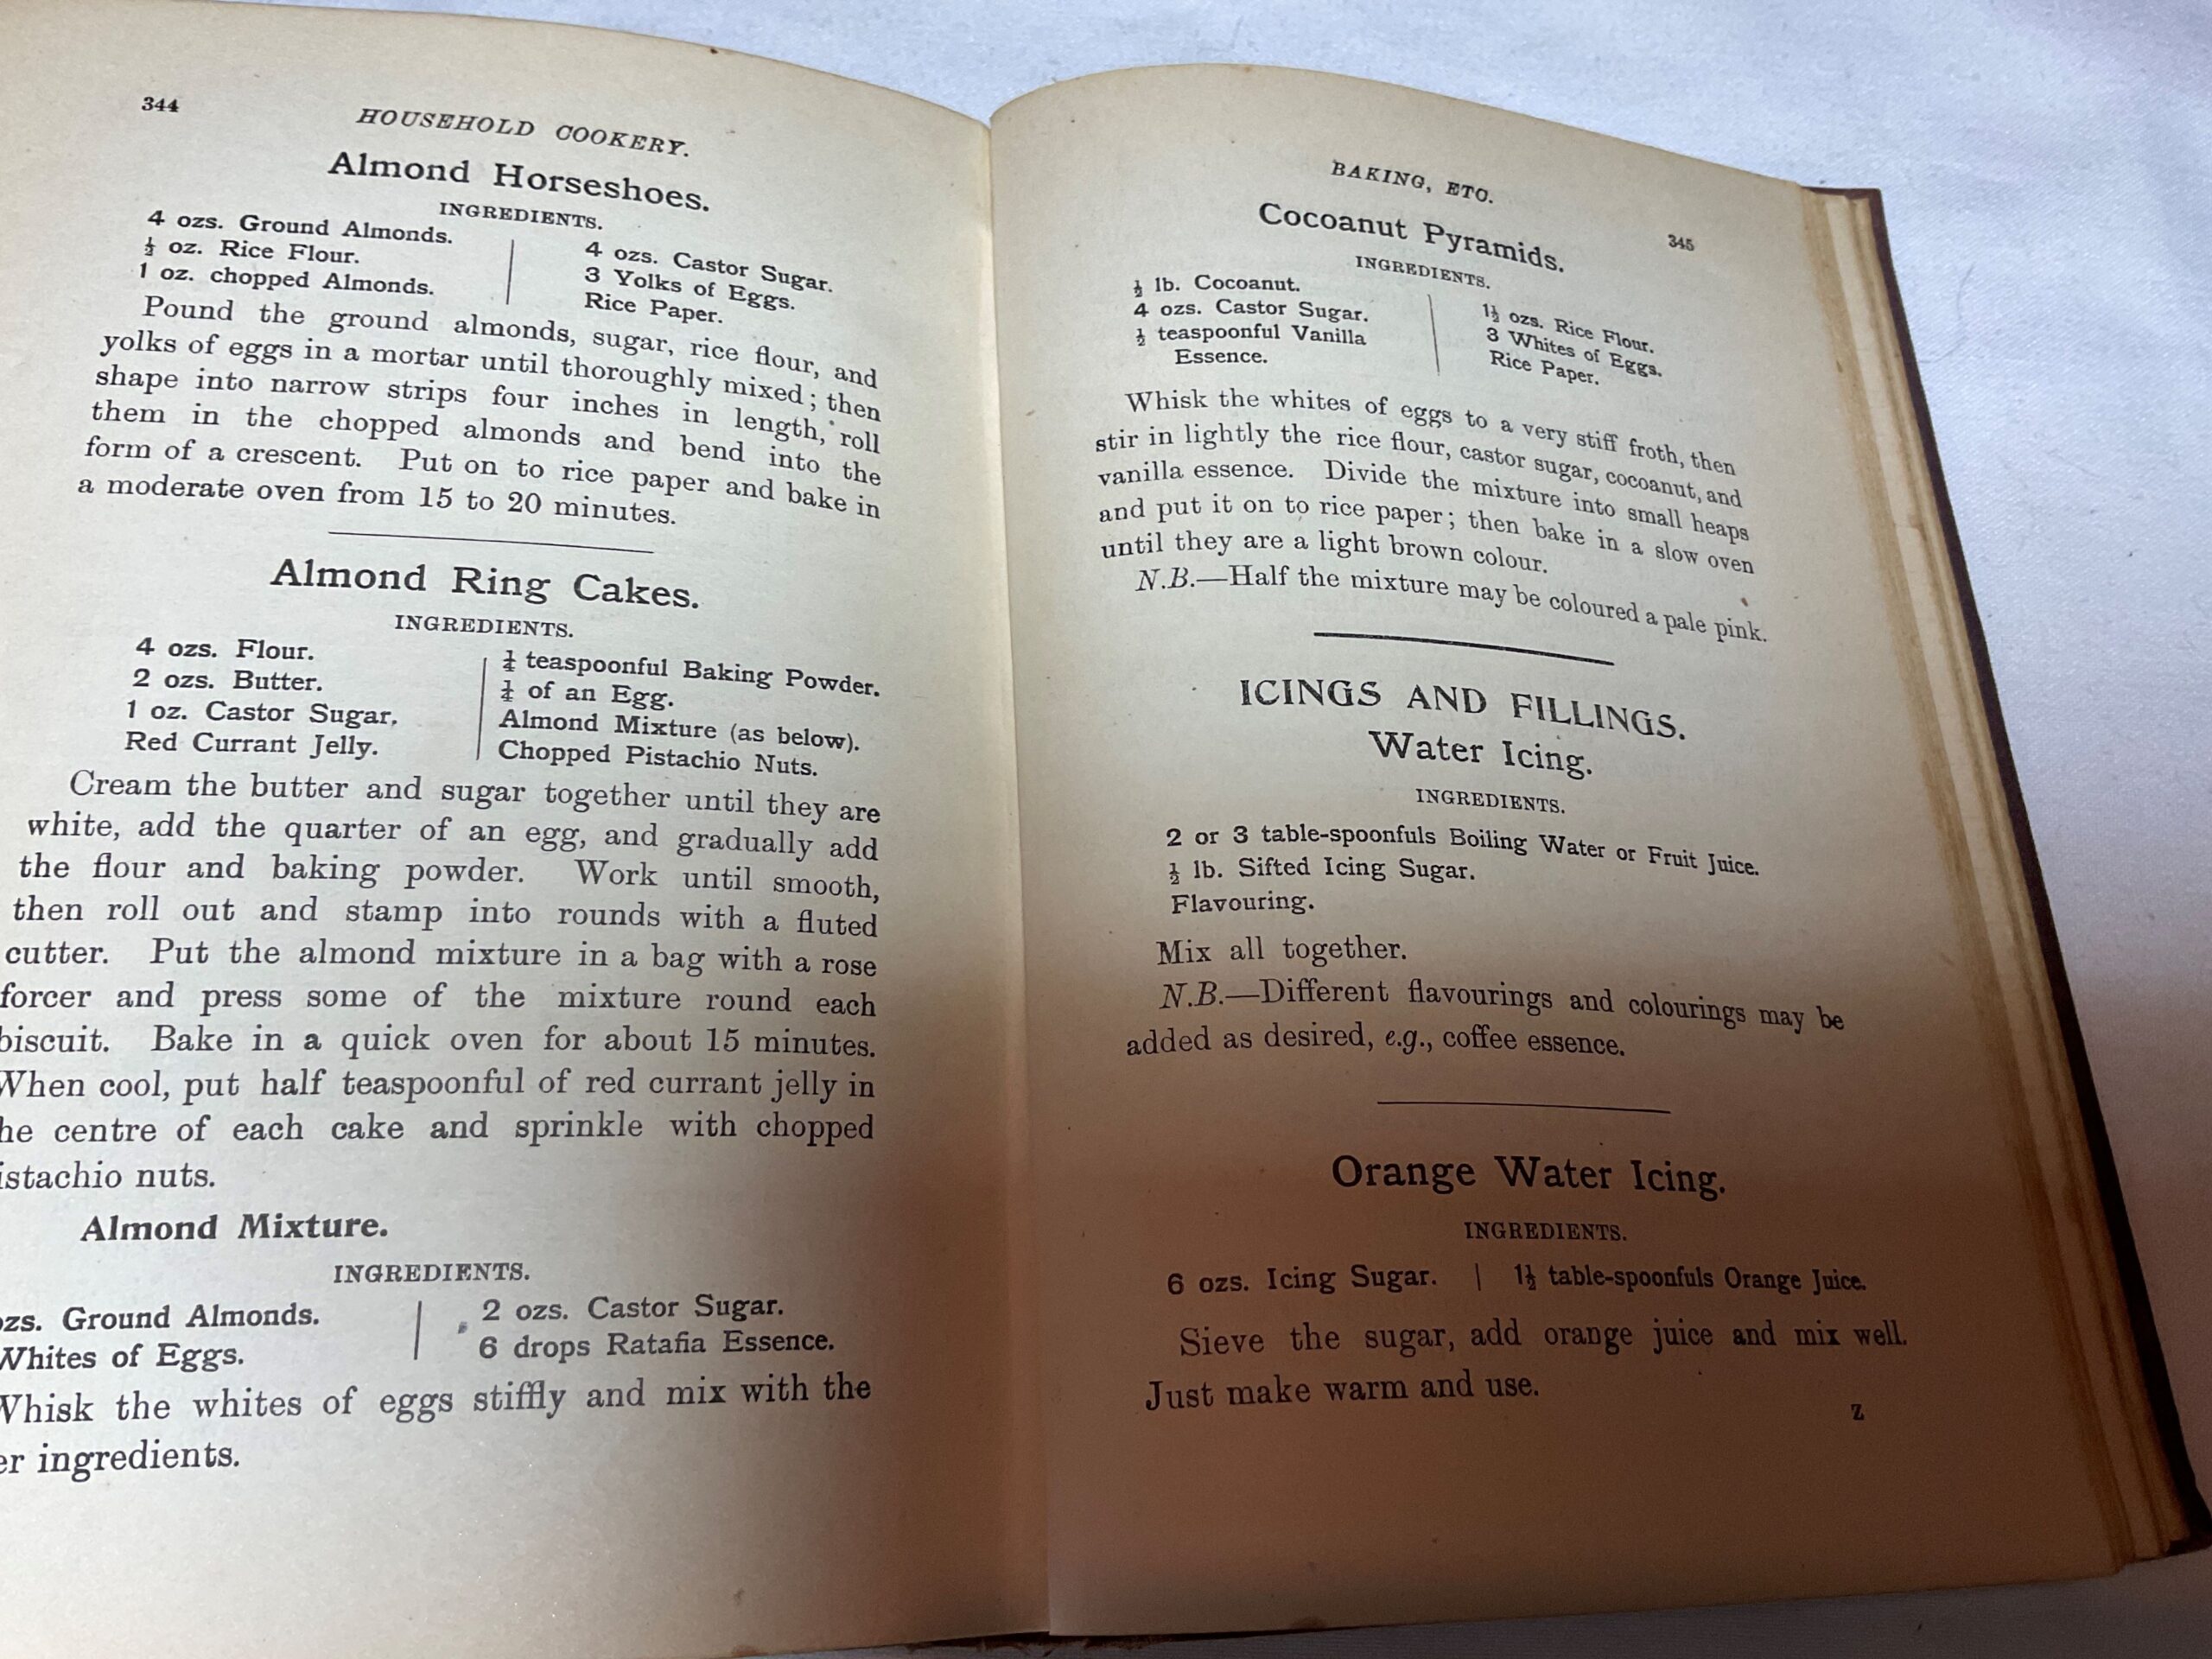 344
HOUSEHOLD COOKERY.
Almond Horseshoes.
INGREDIENTS.
4 ozs. Ground Almonds.
½ oz. Rice Flour.
1 oz. chopped Almonds.
4 ozs. Castor Sugar.
3 Yolks of Eggs.
Rice Paper.
Pound the ground almonds, sugar, rice flour, and
yolks of eggs in a mortar until thoroughly mixed; then
shape into narrow strips four inches in length, roll
them in the chopped almonds and bend into the
form of a crescent. Put on to rice paper and bake in
a moderate oven from 15 to 20 minutes.
Almond Ring Cakes.
INGREDIENTS.
4 ozs. Flour.
2 ozs. Butter.
1 oz. Castor Sugar.
Red Currant Jelly.
¼ teaspoonful Baking Powder.
¼ of an Egg.
Almond Mixture (as below).
Chopped Pistachio Nuts.
Cream the butter and sugar together until they are
white, add the quarter of an egg, and gradually add
the flour and baking powder. Work until smooth,
then roll out and stamp into rounds with a fluted
cutter. Put the almond mixture in a bag with a rose
forcer and press some of the mixture round each
biscuit. Bake in a quick oven for about 15 minutes.
When cool, put half teaspoonful of red currant jelly in
he centre of each cake and sprinkle with chopped
istachio nuts.
Almond Mixture.
INGREDIENTS.
ozs. Ground Almonds.
Whites of Eggs.
2 ozs. Castor Sugar.
6 drops Ratafia Essence.
Whisk the whites of eggs stiffly and mix with the
er ingredients.
BAKING, ETC.
345
Cocoanut Pyramids.
INGREDIENTS.
½ lb. Cocoanut.
4 ozs. Castor Sugar.
½ teaspoonful Vanilla
Essence.
1½ ozs. Rice Flour.
3 Whites of Eggs.
Rice Paper.
Whisk the whites of eggs to a very stiff froth, then
stir in lightly the rice flour, castor sugar, cocoanut, and
vanilla essence. Divide the mixture into small heaps
and put it on to rice paper; then bake in a slow oven
until they are a light brown colour.
N.B.—Half the mixture may be coloured a pale pink.
ICINGS AND FILLINGS.
Water Icing.
INGREDIENTS.
2 or 3 table-spoonfuls Boiling Water or Fruit Juice.
½ lb. Sifted Icing Sugar.
Flavouring.
Mix all together.
N.B.—Different flavourings and colourings may be
added as desired, e.g., coffee essence.
Orange Water Icing.
INGREDIENTS.
6 ozs. Icing Sugar.
1½ table-spoonfuls Orange Juice.
Sieve the sugar, add orange juice and mix well.
Just make warm and use.
Z